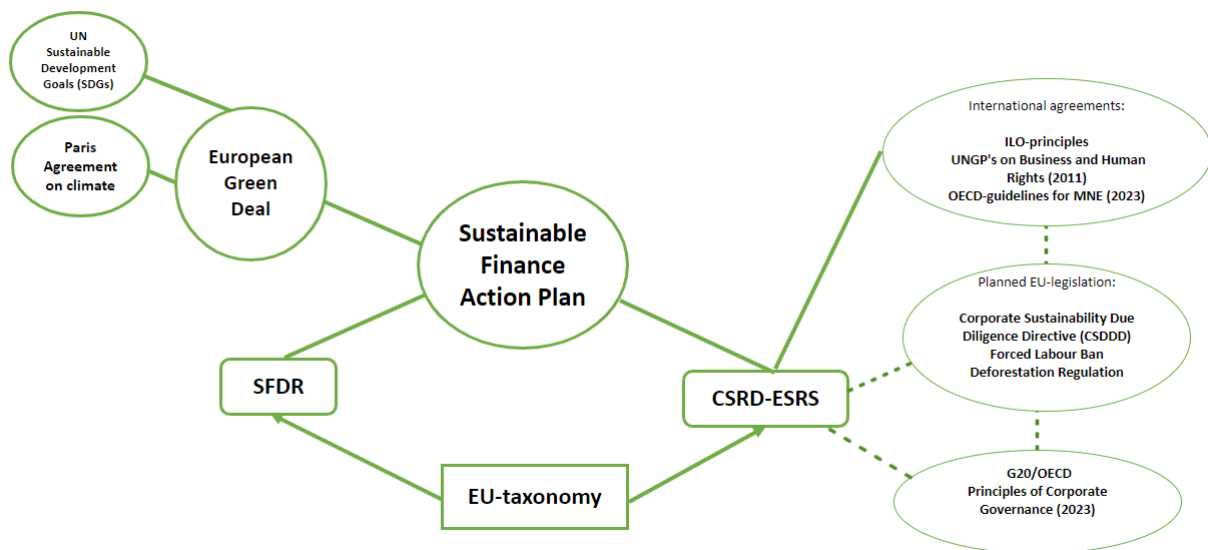 UN
Sustainable
Development
Goals (SDGs)
Paris
Agreement
on climate
European
Green
Deal
Sustainable
Finance
Action Plan
SFDR
CSRD-ESRS
EU-taxonomy
International agreements:
ILO-principles
UNGP's on Business and Human
Rights (2011)
OECD-guidelines for MNE (2023)
Planned EU-legislation:
Corporate Sustainability Due
Diligence Directive (CSDDD)
Forced Labour Ban
Deforestation Regulation
G20/OECD
Principles of Corporate
Governance (2023)